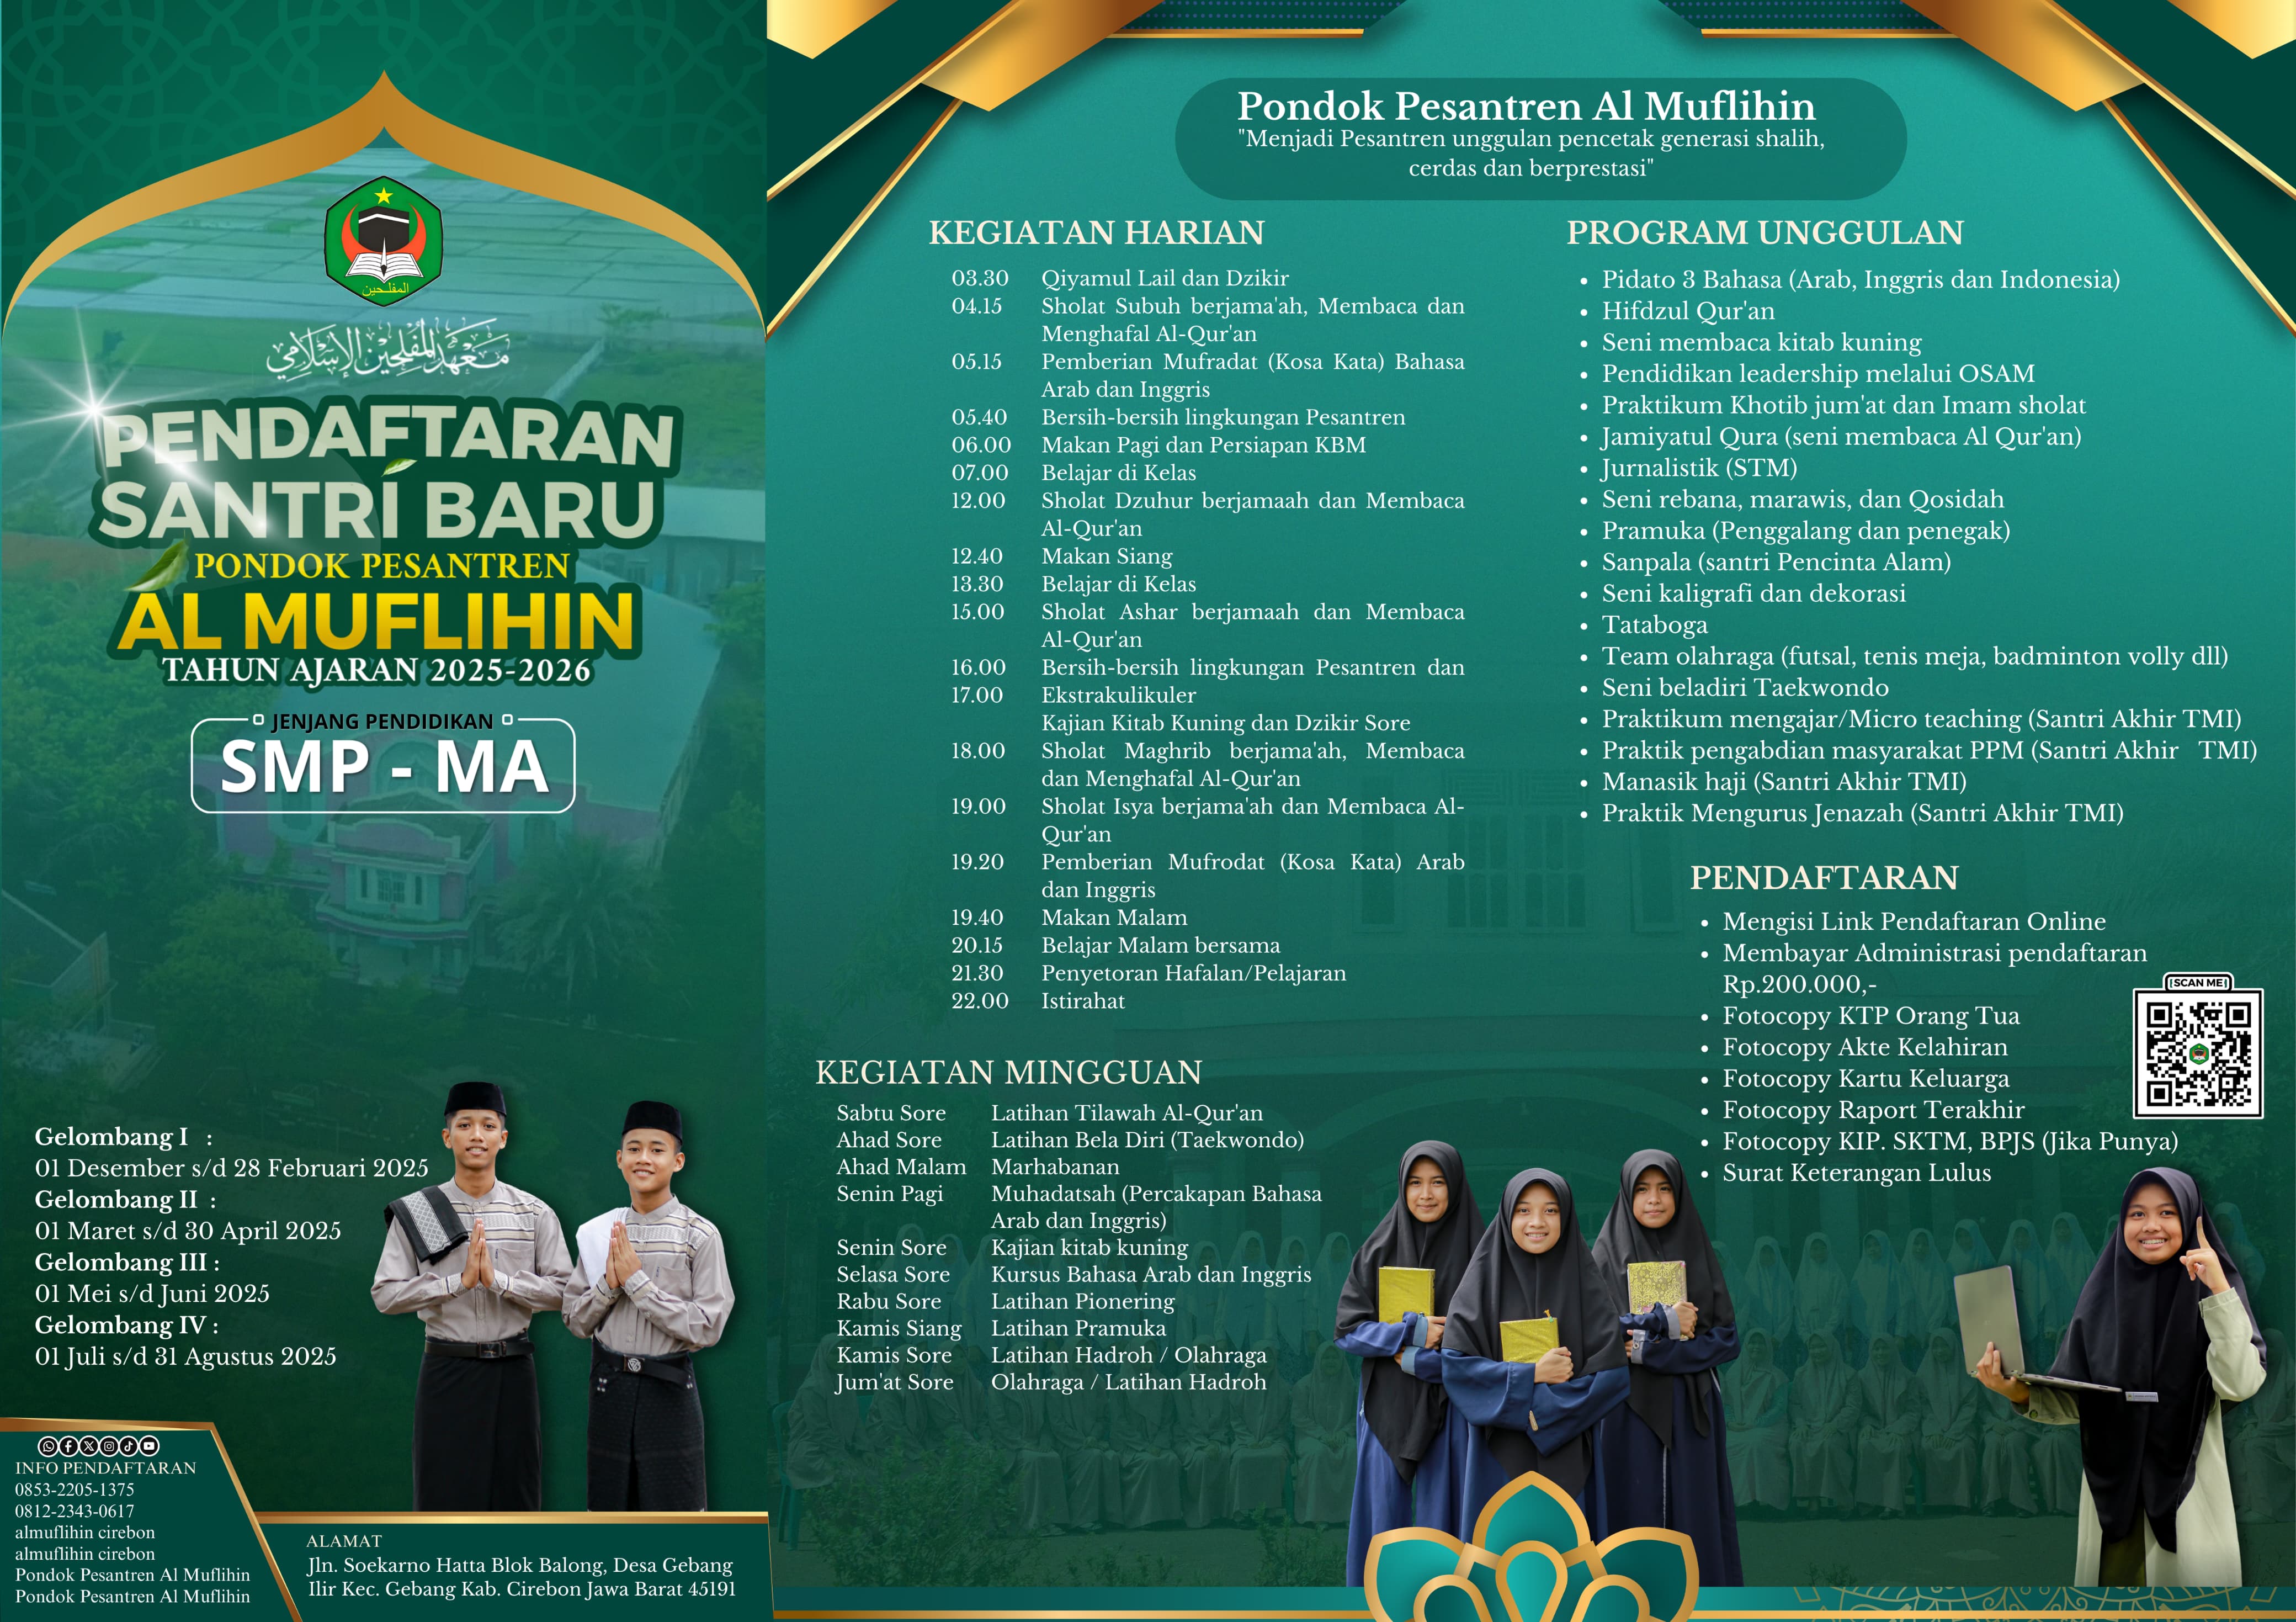 المفلحين
معهد المفلحين الإسلامي
PENDAFTARAN
SANTRI BARU
PONDOK PESANTREN
AL MUFLIHIN
TAHUN AJARAN 2025-2026
JENJANG PENDIDIKAN
SMP - MA
Gelombang I :
01 Desember s/d 28 Februari 2025
Gelombang II :
01 Maret s/d 30 April 2025
Gelombang III :
01 Mei s/d Juni 2025
Gelombang IV :
01 Juli s/d 31 Agustus 2025
INFO PENDAFTARAN
0853-2205-1375
0812-2343-0617
almuflihin cirebon
almuflihin cirebon
Pondok Pesantren Al Muflihin
Pondok Pesantren Al Muflihin
ALAMAT
Jln. Soekarno Hatta Blok Balong, Desa Gebang
Ilir Kec. Gebang Kab. Cirebon Jawa Barat 45191
Pondok Pesantren Al Muflihin
"Menjadi Pesantren unggulan pencetak generasi shalih,
cerdas dan berprestasi"
KEGIATAN HARIAN
03.30 Qiyamul Lail dan Dzikir
04.15 Sholat Subuh berjama'ah, Membaca dan
Menghafal Al-Qur'an
05.15 Pemberian Mufradat (Kosa Kata) Bahasa
Arab dan Inggris
05.40 Bersih-bersih lingkungan Pesantren
06.00 Makan Pagi dan Persiapan KBM
07.00 Belajar di Kelas
12.00 Sholat Dzuhur berjamaah dan Membaca
Al-Qur'an
12.40 Makan Siang
13.30 Belajar di Kelas
15.00 Sholat Ashar berjamaah dan Membaca
Al-Qur'an
16.00 Bersih-bersih lingkungan Pesantren dan
17.00 Ekstrakulikuler
Kajian Kitab Kuning dan Dzikir Sore
18.00 Sholat Maghrib berjama'ah, Membaca
dan Menghafal Al-Qur'an
19.00 Sholat Isya berjama'ah dan Membaca Al-
Qur'an
19.20 Pemberian Mufrodat (Kosa Kata) Arab
dan Inggris
19.40 Makan Malam
20.15 Belajar Malam bersama
21.30 Penyetoran Hafalan/Pelajaran
22.00 Istirahat
KEGIATAN MINGGUAN
Sabtu Sore Latihan Tilawah Al-Qur'an
Ahad Sore Latihan Bela Diri (Taekwondo)
Ahad Malam Marhabanan
Senin Pagi Muhadatsah (Percakapan Bahasa
Arab dan Inggris)
Senin Sore Kajian kitab kuning
Selasa Sore Kursus Bahasa Arab dan Inggris
Rabu Sore Latihan Pionering
Kamis Siang Latihan Pramuka
Kamis Sore Latihan Hadroh / Olahraga
Jum'at Sore Olahraga / Latihan Hadroh
PROGRAM UNGGULAN
• Pidato 3 Bahasa (Arab, Inggris dan Indonesia)
• Hifdzul Qur'an
• Seni membaca kitab kuning
• Pendidikan leadership melalui OSAM
• Praktikum Khotib jum'at dan Imam sholat
• Jamiyatul Qura (seni membaca Al Qur'an)
• Jurnalistik (STM)
• Seni rebana, marawis, dan Qosidah
• Pramuka (Penggalang dan penegak)
• Sanpala (santri Pencinta Alam)
• Seni kaligrafi dan dekorasi
• Tataboga
• Team olahraga (futsal, tenis meja, badminton volly dll)
• Seni beladiri Taekwondo
• Praktikum mengajar/Micro teaching (Santri Akhir TMI)
• Praktik pengabdian masyarakat PPM (Santri Akhir TMI)
• Manasik haji (Santri Akhir TMI)
• Praktik Mengurus Jenazah (Santri Akhir TMI)
PENDAFTARAN
• Mengisi Link Pendaftaran Online
• Membayar Administrasi pendaftaran
Rp.200.000,-
• Fotocopy KTP Orang Tua
• Fotocopy Akte Kelahiran
• Fotocopy Kartu Keluarga
• Fotocopy Raport Terakhir
• Fotocopy KIP. SKTM, BPJS (Jika Punya)
• Surat Keterangan Lulus
SCAN ME